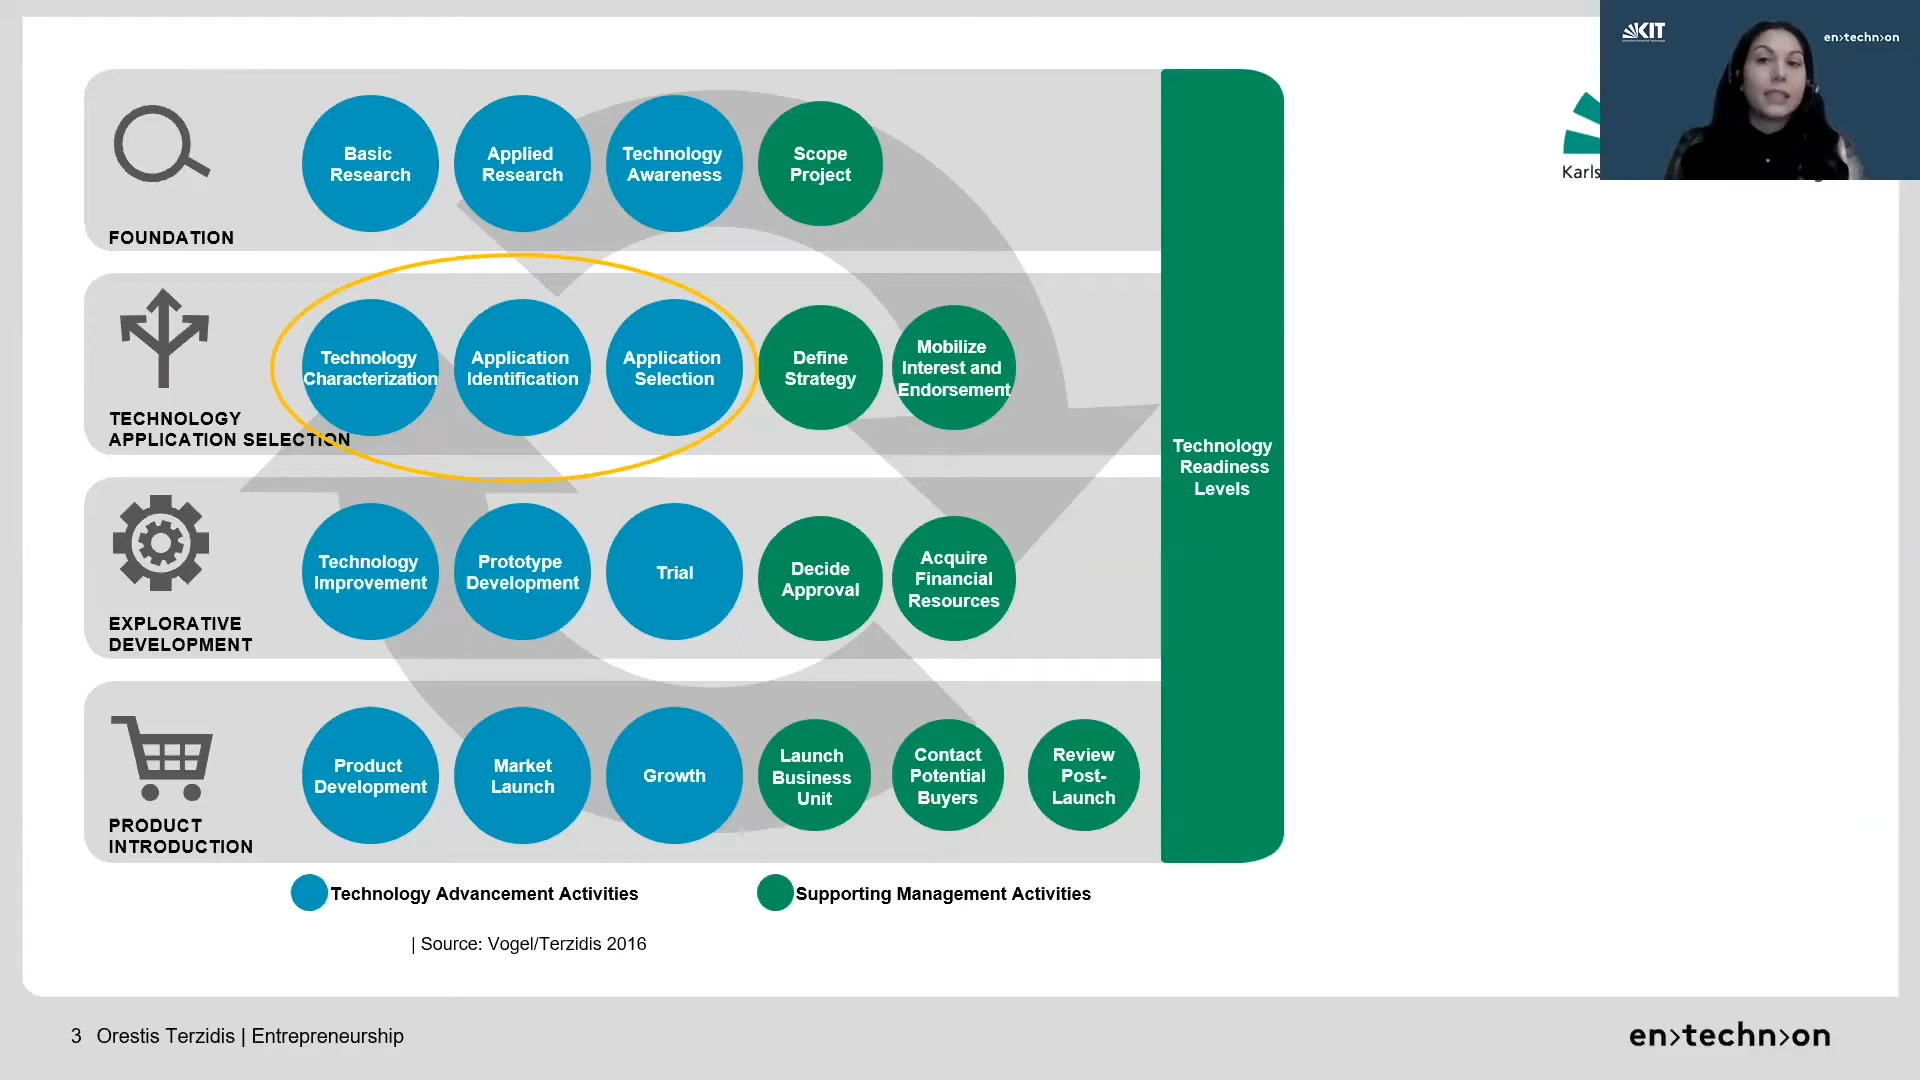 KIT
en>techn>on
Karls
Basic
Research
Applied
Research
Technology
Awareness
Scope
Project
FOUNDATION
Technology
Characterization
Application
Identification
Application
Selection
Define
Strategy
Mobilize
Interest and
Endorsement
TECHNOLOGY
APPLICATION SELECTION
Technology
Readiness
Levels
Technology
Improvement
Prototype
Development
Trial
Decide
Approval
Acquire
Financial
Resources
EXPLORATIVE
DEVELOPMENT
Product
Development
Market
Launch
Growth
Launch
Business
Unit
Contact
Potential
Buyers
Review
Post-
Launch
PRODUCT
INTRODUCTION
Technology Advancement Activities
Supporting Management Activities
| Source: Vogel/Terzidis 2016
3 Orestis Terzidis | Entrepreneurship
en>techn>on